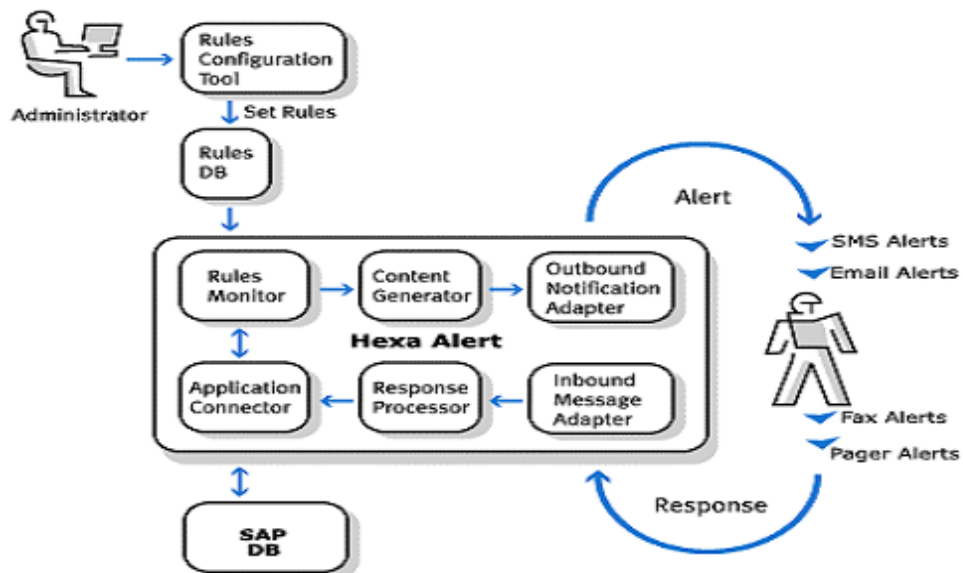 Rules
Configuration
Tool
Administrator
Set Rules
Rules
DB
Alert
SMS Alerts
Email Alerts
Rules
Monitor
Content
Generator
Outbound
Notification
Adapter
Hexa Alert
Application
Connector
Response
Processor
Inbound
Message
Adapter
Fax Alerts
Pager Alerts
Response
SAP
DB